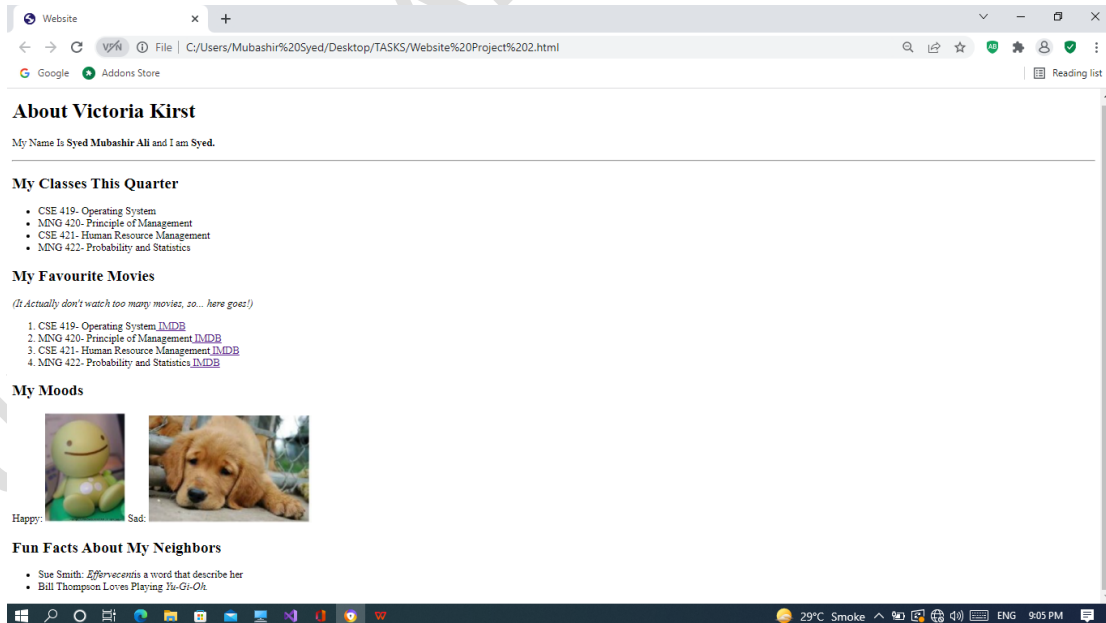 Website
VPN File C:/Users/Mubashir%20Syed/Desktop/TASKS/Website%20Project%202.html
Google Addons Store Reading list
About Victoria Kirst
My Name Is Syed Mubashir Ali and I am Syed.
My Classes This Quarter
CSE 419- Operating System
MNG 420- Principle of Management
CSE 421- Human Resource Management
MNG 422- Probability and Statistics
My Favourite Movies
(It Actually don't watch too many movies, so... here goes!)
1. CSE 419- Operating System IMDB
2. MNG 420- Principle of Management IMDB
3. CSE 421- Human Resource Management IMDB
4. MNG 422- Probability and Statistics IMDB
My Moods
Happy: Sad:
Fun Facts About My Neighbors
Sue Smith: Effervecentis a word that describe her
Bill Thompson Loves Playing Yu-Gi-Oh.
29°C Smoke ENG 9:05 PM